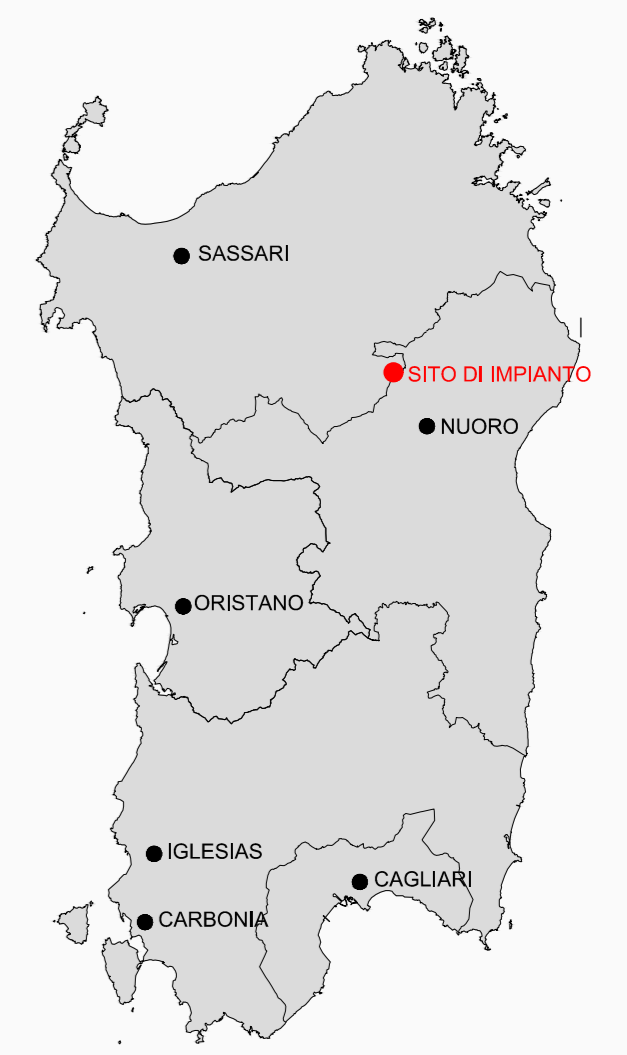 SASSARI
SITO DI IMPIANTO
NUORO
ORISTANO
IGLESIAS
CAGLIARI
CARBONIA